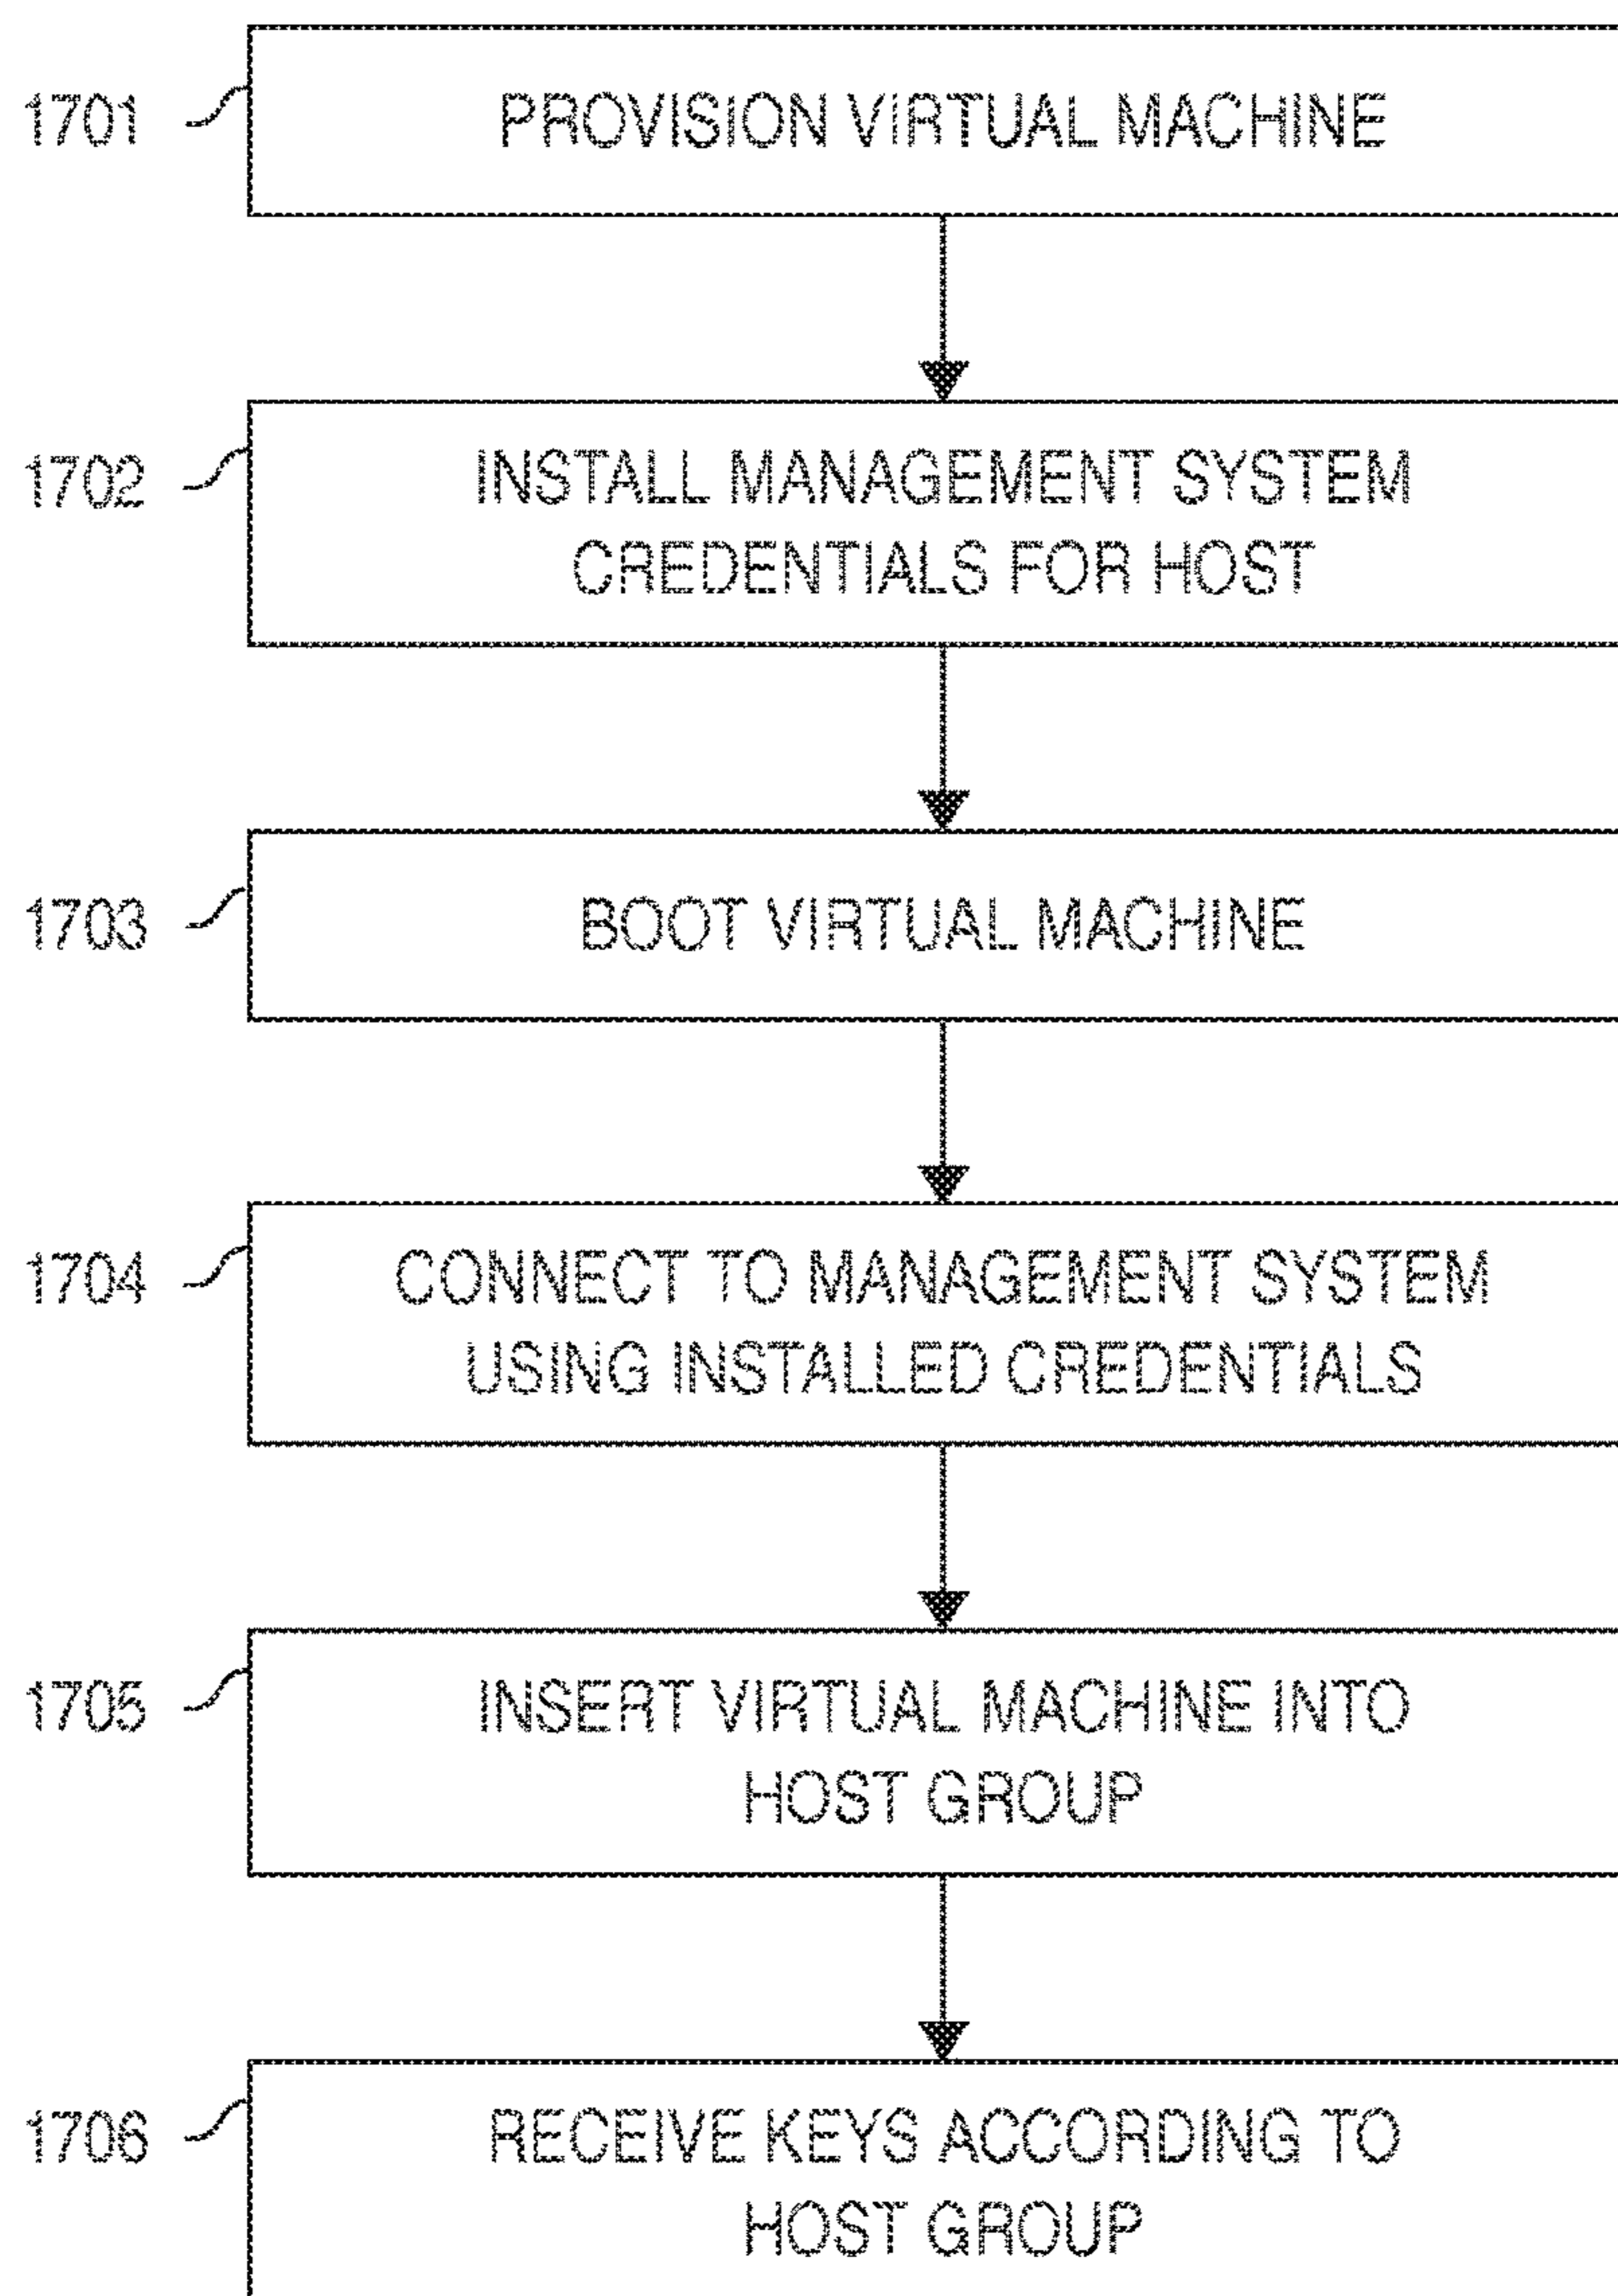 1701
PROVISION VIRTUAL MACHINE
1702
INSTALL MANAGEMENT SYSTEM
CREDENTIALS FOR HOST
1703
BOOT VIRTUAL MACHINE
1704
CONNECT TO MANAGEMENT SYSTEM
USING INSTALLED CREDENTIALS
1705
INSERT VIRTUAL MACHINE INTO
HOST GROUP
1706
RECEIVE KEYS ACCORDING TO
HOST GROUP